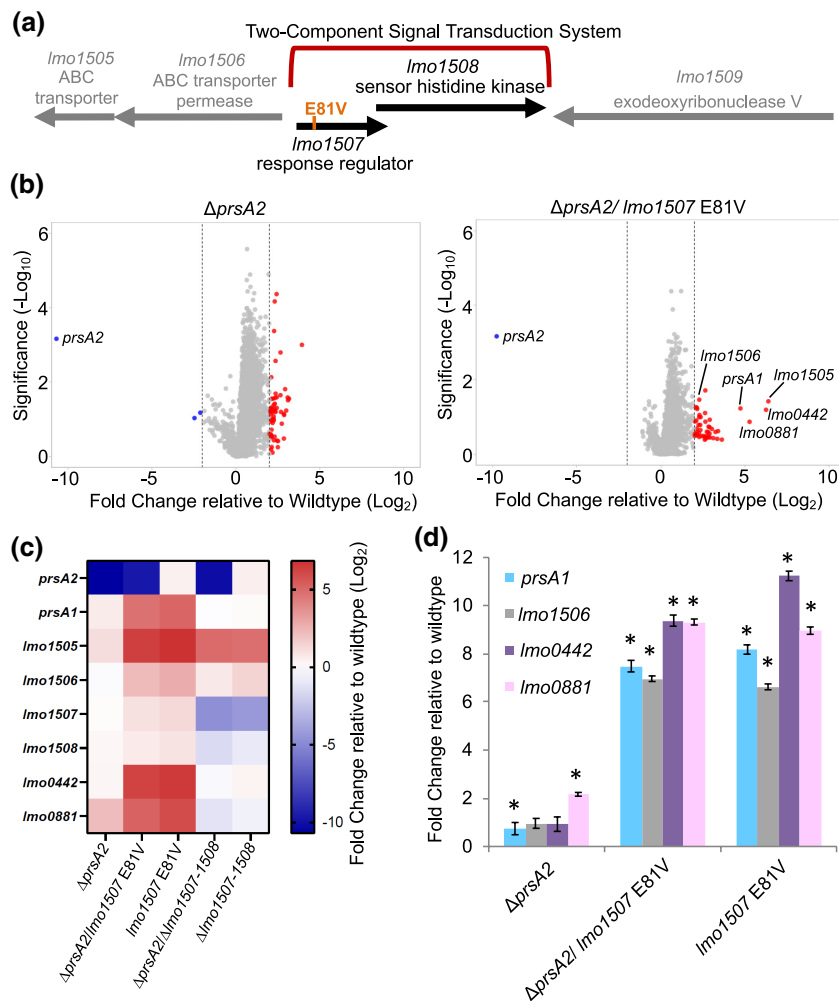 (a)
Two-Component Signal Transduction System
lmo1505
ABC
transporter
lmo1506
ABC transporter
permease
lmo1508
sensor histidine kinase
lmo1509
exodeoxyribonuclease V
E81V
lmo1507
response regulator
(b)
ΔprsA2
6
4
2
0
Significance (-Log10)
prsA2
-10
-5
0
5
10
Fold Change relative to Wildtype (Log2)
ΔprsA2/ lmo1507 E81V
6
4
2
0
Significance (-Log10)
prsA2
lmo1506
prsA1
lmo1505
lmo0442
lmo0881
-10
-5
0
5
10
Fold Change relative to Wildtype (Log2)
(c)
prsA2
prsA1
lmo1505
lmo1506
lmo1507
lmo1508
lmo0442
lmo0881
ΔprsA2
ΔprsA2/lmo1507 E81V
lmo1507 E81V
ΔprsA2/Δlmo1507-1508
Δlmo1507-1508
5
0
-5
-10
Fold Change relative to wildtype (Log2)
(d)
12
10
8
6
4
2
0
Fold Change relative to wildtype
prsA1
lmo1506
lmo0442
lmo0881
* *
* * * *
* * * *
ΔprsA2
ΔprsA2/ lmo1507 E81V
lmo1507 E81V